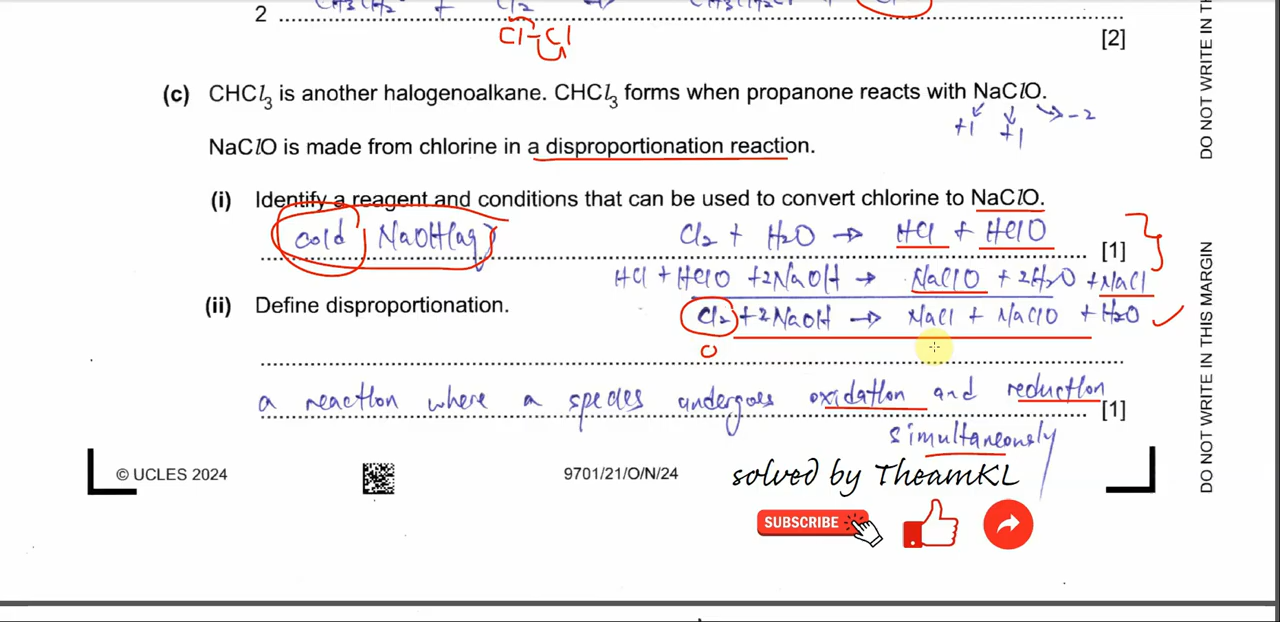 2 CH3CH2 + Cl2 → CH3CH2Cl
Cl-Cl
[2]
(c) CHCl3 is another halogenoalkane. CHCl3 forms when propanone reacts with NaClO.
+1 +1 -2
NaClO is made from chlorine in a disproportionation reaction.
(i) Identify a reagent and conditions that can be used to convert chlorine to NaClO.
cold, NaOH(aq) Cl2 + H2O → HCl + HClO [1]
HCl + HClO +2NaOH → NaClO + 2H2O + NaCl
(ii) Define disproportionation.
Cl2 +2NaOH → NaCl + NaClO + H2O
0
a reaction where a species undergoes oxidation and reduction [1]
simultaneously
© UCLES 2024 9701/21/O/N/24 solved by TheamKL
SUBSCRIBE
DO NOT WRITE IN THIS MARGIN
DO NOT WRITE IN THIS MARGIN